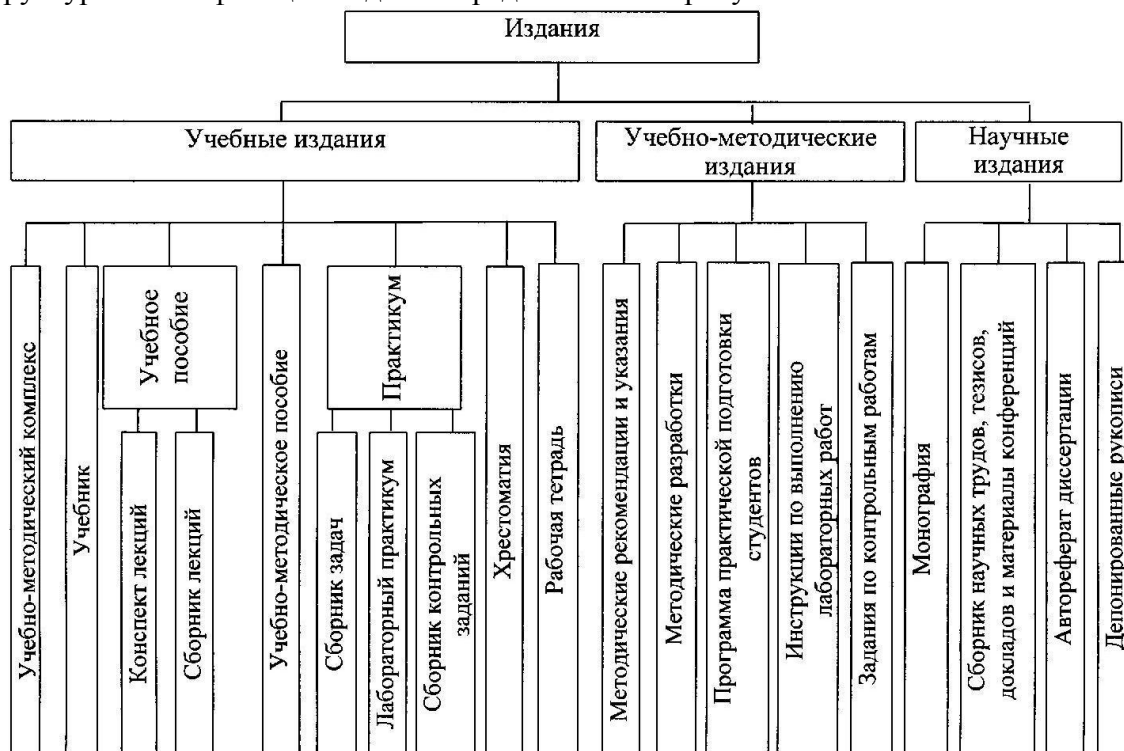 Издания
Учебные издания
Учебно-методические
издания
Научные
издания
Учебно-методический комплекс
Учебник
Учебное
пособие
Конспект лекций
Сборник лекций
Учебно-методическое пособие
Практикум
Сборник задач
Лабораторный практикум
Сборник контрольных
заданий
Хрестоматия
Рабочая тетрадь
Методические рекомендации и указания
Методические разработки
Программа практической подготовки
студентов
Инструкции по выполнению
лабораторных работ
Задания по контрольным работам
Монография
Сборник научных трудов, тезисов,
докладов и материалы конференций
Автореферат диссертации
Депонированные рукописи